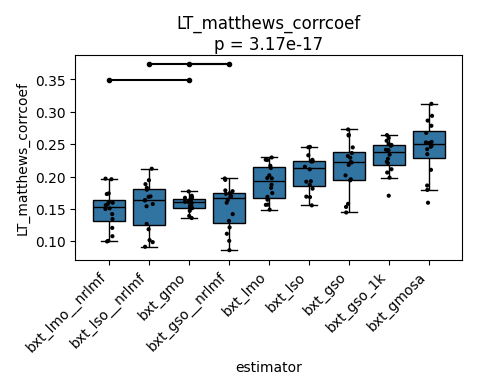 LT_matthews_corrcoef
p = 3.17e-17
LT_matthews_corrcoef
0.35
0.30
0.25
0.20
0.15
0.10
bxt_lmo__nrlmf
bxt_lso__nrlmf
bxt_gmo
bxt_gso__nrlmf
bxt_lmo
bxt_lso
bxt_gso
bxt_gso_1k
bxt_gmosa
estimator